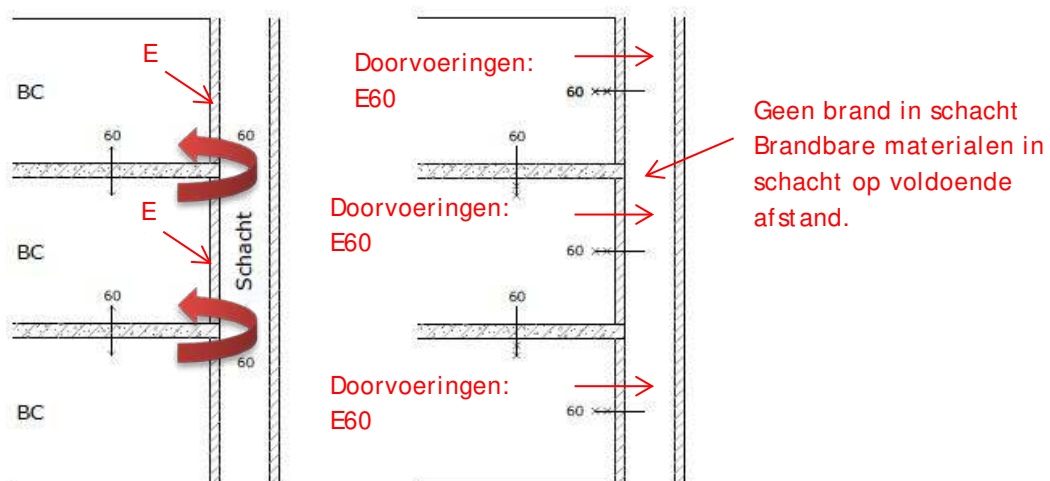 E
BC
60
60
E
BC
Schacht
60
60
BC
Doorvoeringen:
E60
60
60
Doorvoeringen:
E60
60
60
Doorvoeringen:
E60
60
Geen brand in schacht
Brandbare materialen in
schacht op voldoende
afstand.